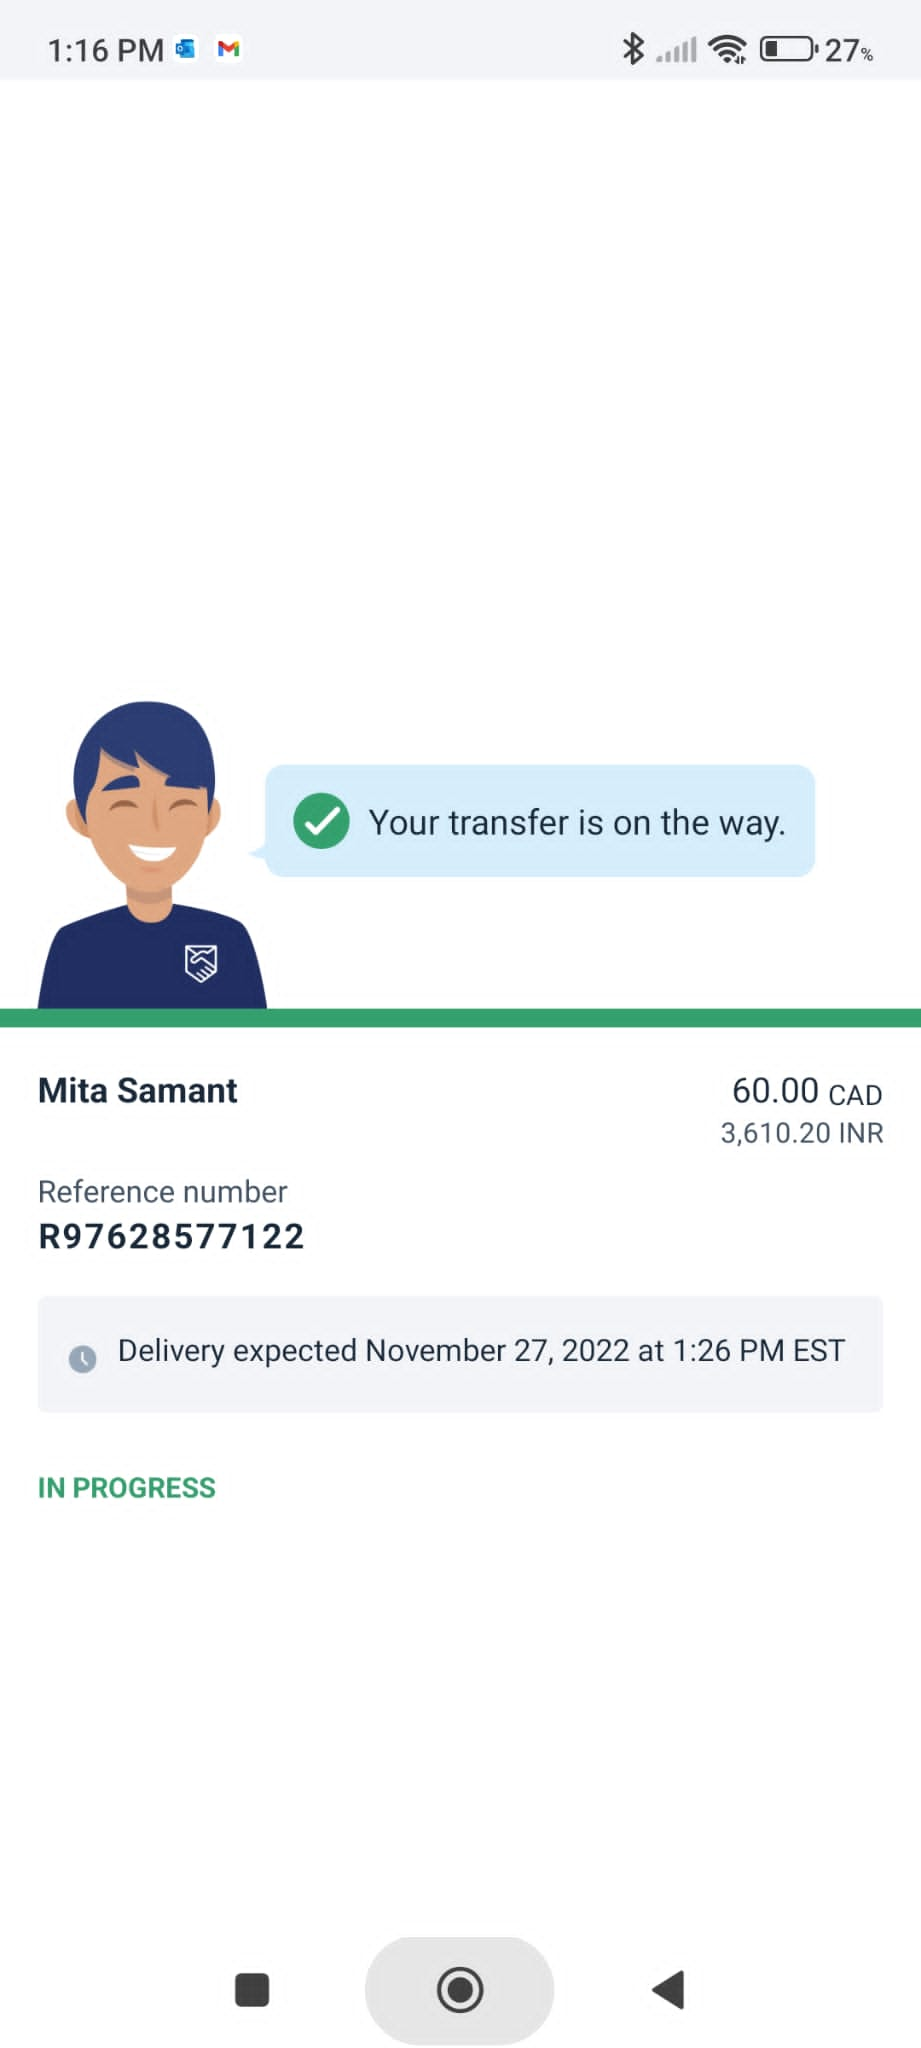 1:16 PM
27%
Your transfer is on the way.
Mita Samant
60.00 CAD
3,610.20 INR
Reference number
R97628577122
Delivery expected November 27, 2022 at 1:26 PM EST
IN PROGRESS